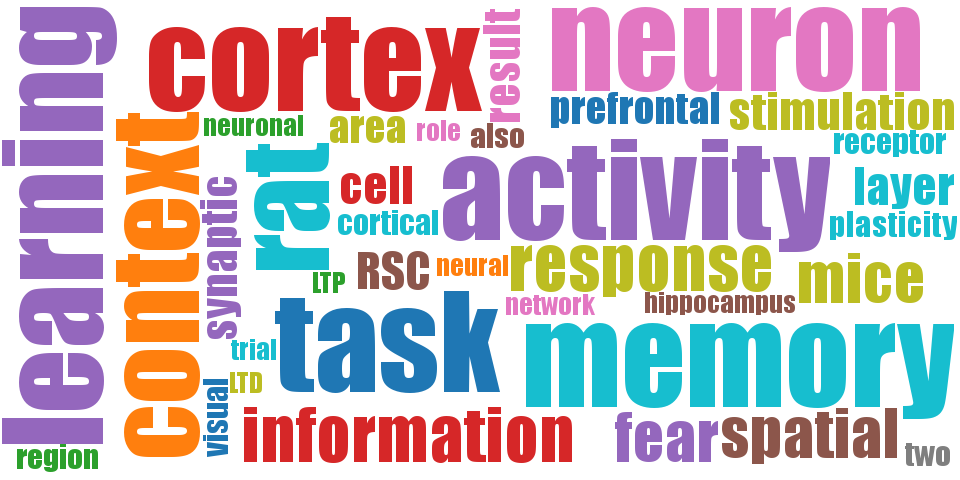 learning
cortex
result
neuron
prefrontal
stimulation
context
neuronal
area
role
also
receptor
rat
activity
synaptic
cell
layer
cortical
plasticity
RSC
neural
response
mice
LTP
network
hippocampus
task
memory
trial
LTD
visual
information
fear
spatial
region
two